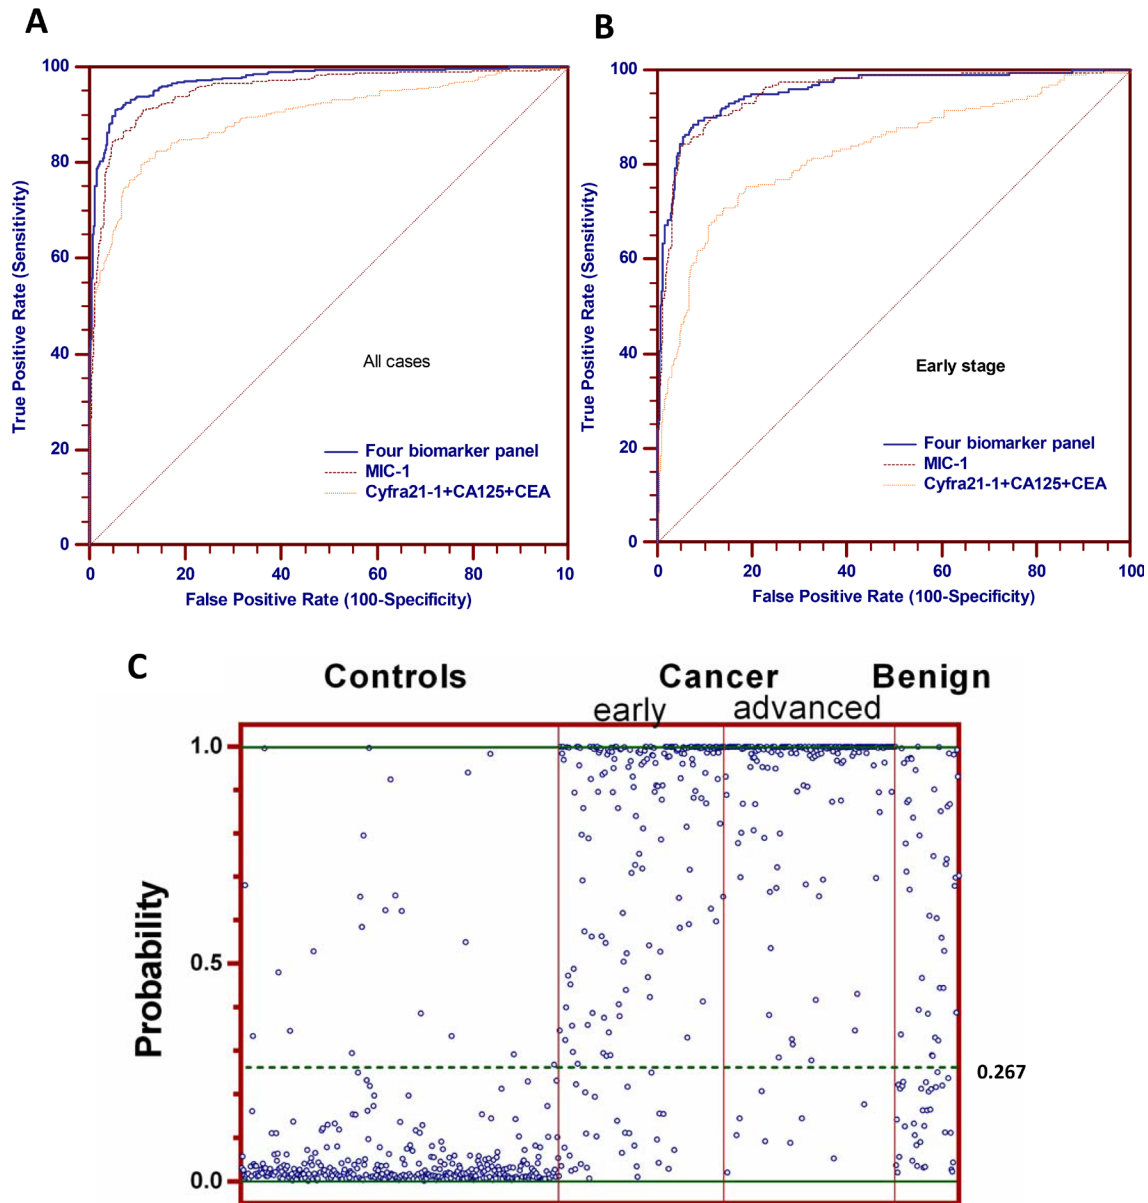 A
100
80
60
40
20
0
True Positive Rate (Sensitivity)
All cases
Four biomarker panel
MIC-1
Cyfra21-1+CA125+CEA
0 20 40 60 80 10
False Positive Rate (100-Specificity)
B
100
80
60
40
20
0
True Positive Rate (Sensitivity)
Early stage
Four biomarker panel
MIC-1
Cyfra21-1+CA125+CEA
0 20 40 60 80 100
False Positive Rate (100-Specificity)
C
Controls Cancer Benign
early advanced
1.0
0.5
0.0
Probability
0.267